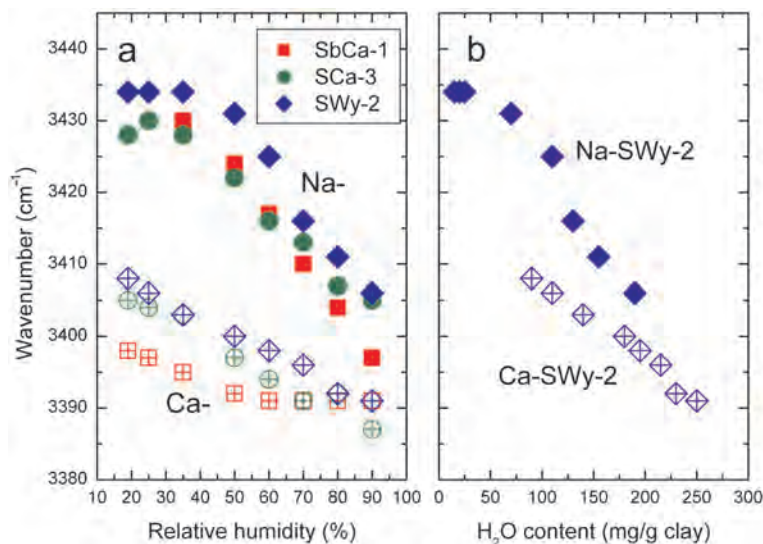 a
b
SbCa-1
SCa-3
SWy-2
Na-
Ca-
Na-SWy-2
Ca-SWy-2
Wavenumber (cm⁻¹)
3440
3430
3420
3410
3400
3390
3380
10 20 30 40 50 60 70 80 90 100
0 50 100 150 200 250 300
Relative humidity (%)
H₂O content (mg/g clay)